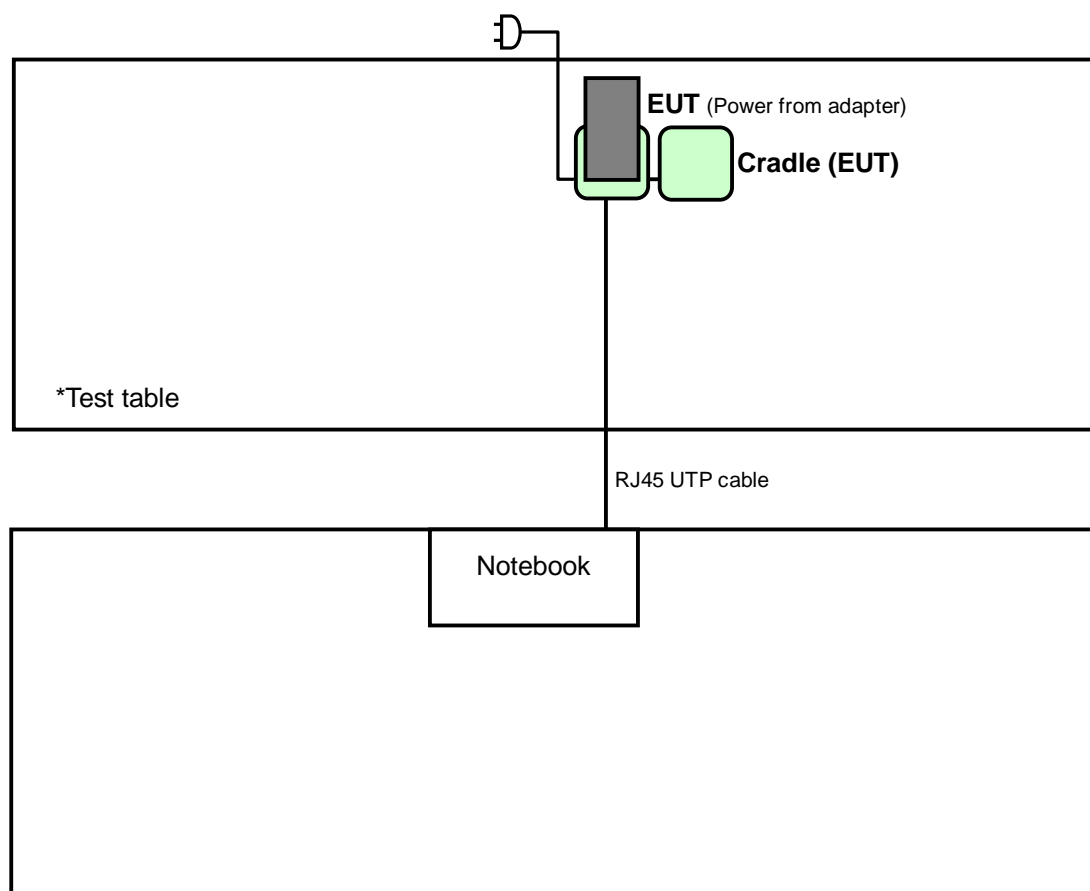 EUT (Power from adapter)
Cradle (EUT)
*Test table
RJ45 UTP cable
Notebook